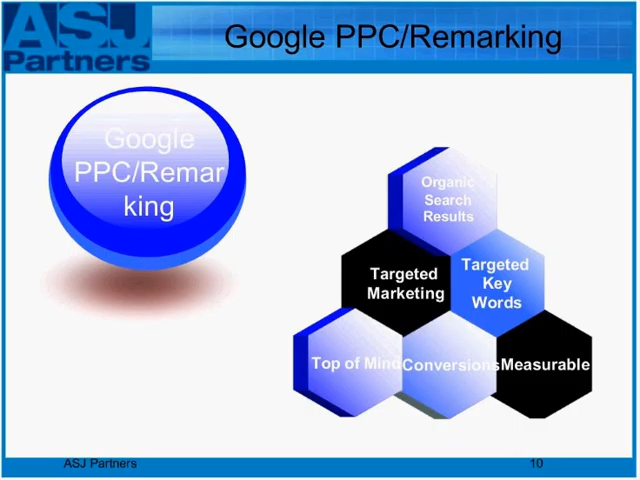 ASJ
Partners
Google PPC/Remarking
Google
PPC/Remar
king
Organic
Search
Results
Targeted
Marketing
Targeted
Key
Words
Top of Mind
Conversions
Measurable
ASJ Partners
10